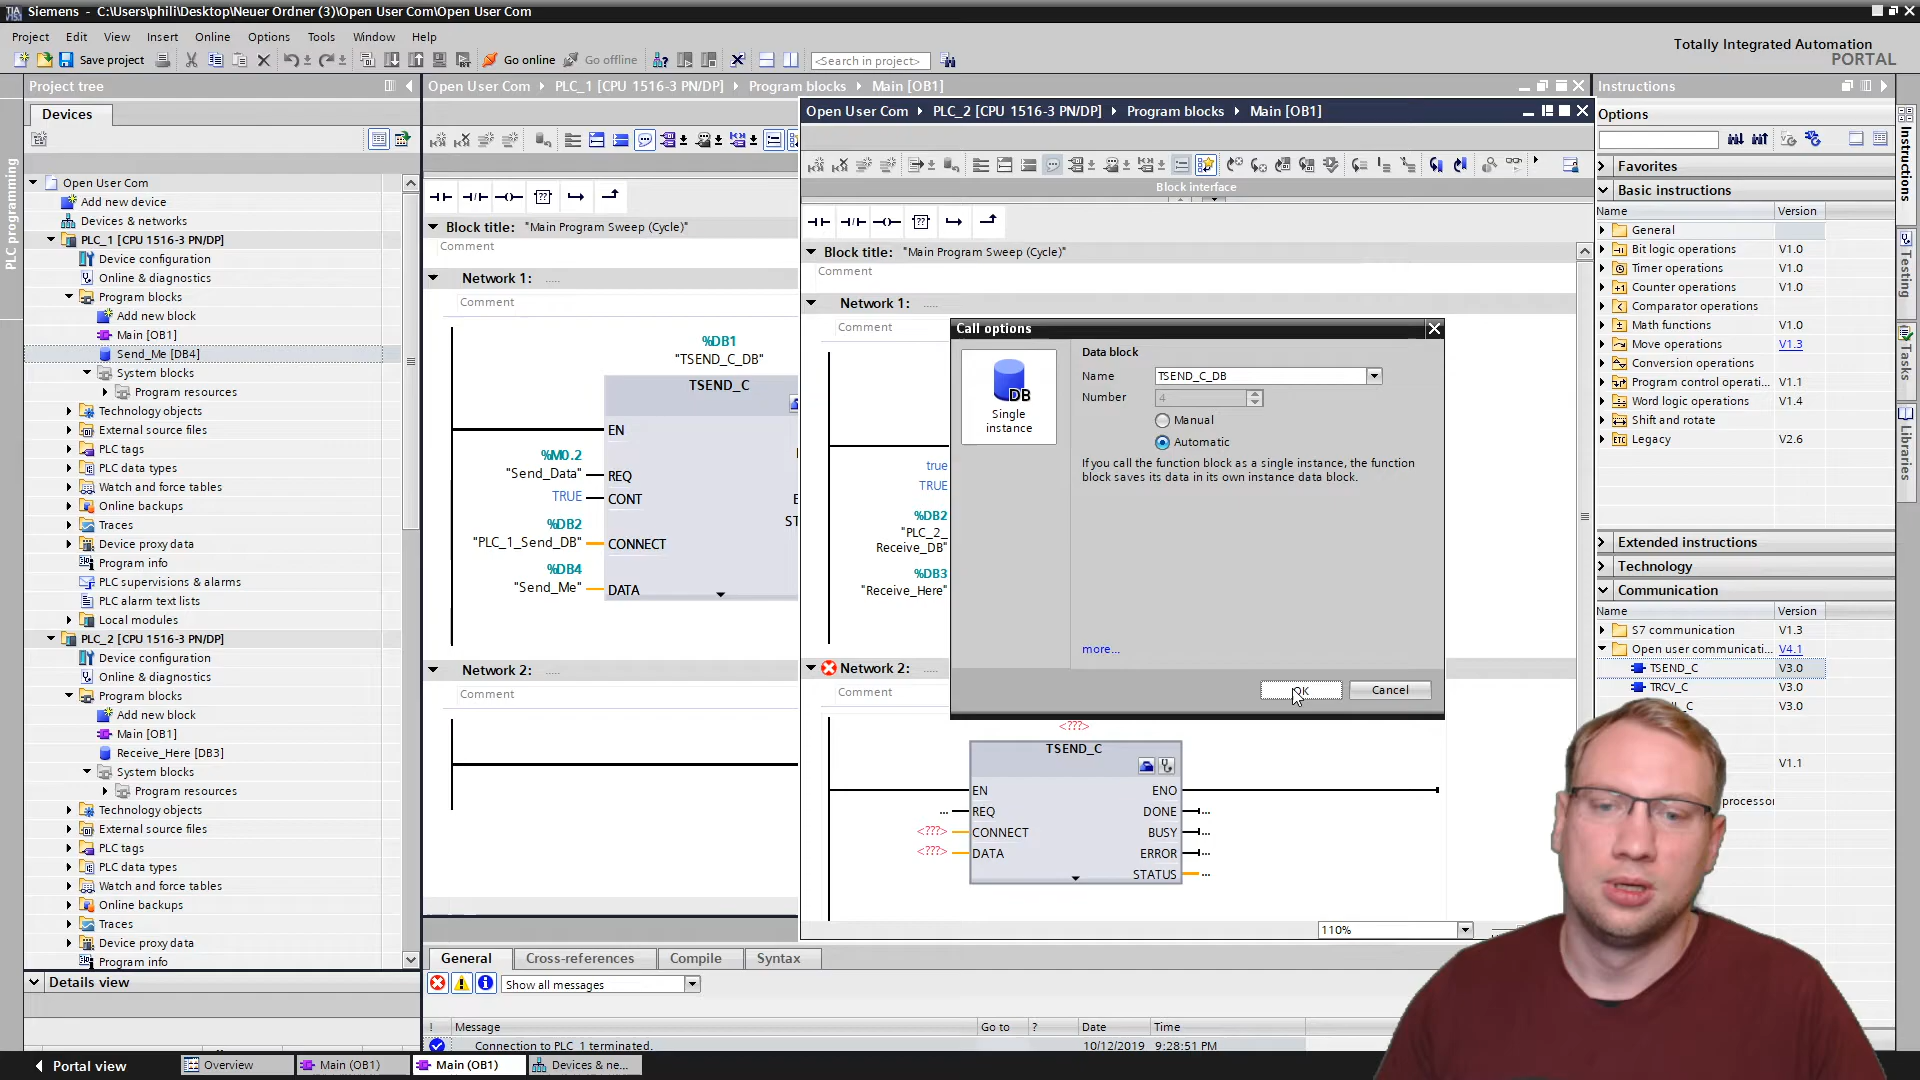 Siemens - C:\Users\phili\Desktop\Neuer Ordner (3)\Open User Com\Open User Com
Project Edit View Insert Online Options Tools Window Help
Totally Integrated Automation
PORTAL
Save project
Go online
Go offline
<Search in project>
Project tree
Devices
PLC programming
Open User Com
Add new device
Devices & networks
PLC_1 [CPU 1516-3 PN/DP]
Device configuration
Online & diagnostics
Program blocks
Add new block
Main [OB1]
Send_Me [DB4]
System blocks
Program resources
Technology objects
External source files
PLC tags
PLC data types
Watch and force tables
Online backups
Traces
Device proxy data
Program info
PLC supervisions & alarms
PLC alarm text lists
Local modules
PLC_2 [CPU 1516-3 PN/DP]
Device configuration
Online & diagnostics
Program blocks
Add new block
Main [OB1]
Receive_Here [DB3]
System blocks
Program resources
Technology objects
External source files
PLC tags
PLC data types
Watch and force tables
Online backups
Traces
Device proxy data
Program info
Details view
Open User Com PLC_1 [CPU 1516-3 PN/DP] Program blocks Main [OB1]
Block title: "Main Program Sweep (Cycle)"
Comment
Network 1: .....
Comment
%DB1
"TSEND_C_DB"
TSEND_C
EN
%M0.2
"Send_Data" REQ
TRUE CONT
%DB2
"PLC_1_Send_DB" CONNECT
%DB4
"Send_Me" DATA
Network 2: .....
Comment
Open User Com PLC_2 [CPU 1516-3 PN/DP] Program blocks Main [OB1]
Block interface
Block title: "Main Program Sweep (Cycle)"
Comment
Network 1: .....
Comment
true
TRUE
%DB2
"PLC_2_
Receive_DB"
%DB3
"Receive_Here"
Network 2: .....
Comment
<???>
TSEND_C
EN ENO
... REQ DONE ...
<???> CONNECT BUSY ...
<???> DATA ERROR ...
STATUS ...
110%
Call options
DB
Single
instance
Data block
Name TSEND_C_DB
Number 4
Manual
Automatic
If you call the function block as a single instance, the function
block saves its data in its own instance data block.
more...
OK Cancel
General Cross-references Compile Syntax
Show all messages
! Message Go to ? Date Time
Connection to PLC_1 terminated. 10/12/2019 9:28:51 PM
Instructions
Options
Favorites
Basic instructions
Name Version
General
Bit logic operations V1.0
Timer operations V1.0
Counter operations V1.0
Comparator operations
Math functions V1.0
Move operations V1.3
Conversion operations
Program control operati... V1.1
Word logic operations V1.4
Shift and rotate
Legacy V2.6
Extended instructions
Technology
Communication
Name Version
S7 communication V1.3
Open user communicati... V4.1
TSEND_C V3.0
TRCV_C V3.0
V3.0
V1.1
Instructions
Testing
Tasks
Libraries
Portal view
Overview
Main (OB1)
Main (OB1)
Devices & ne...